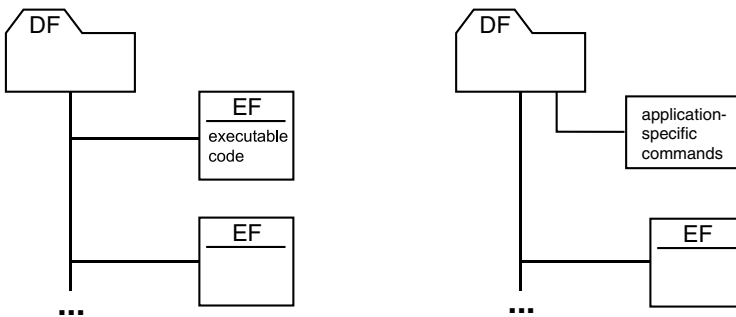 DF
EF
executable
code
EF
...
DF
application-
specific
commands
EF
...